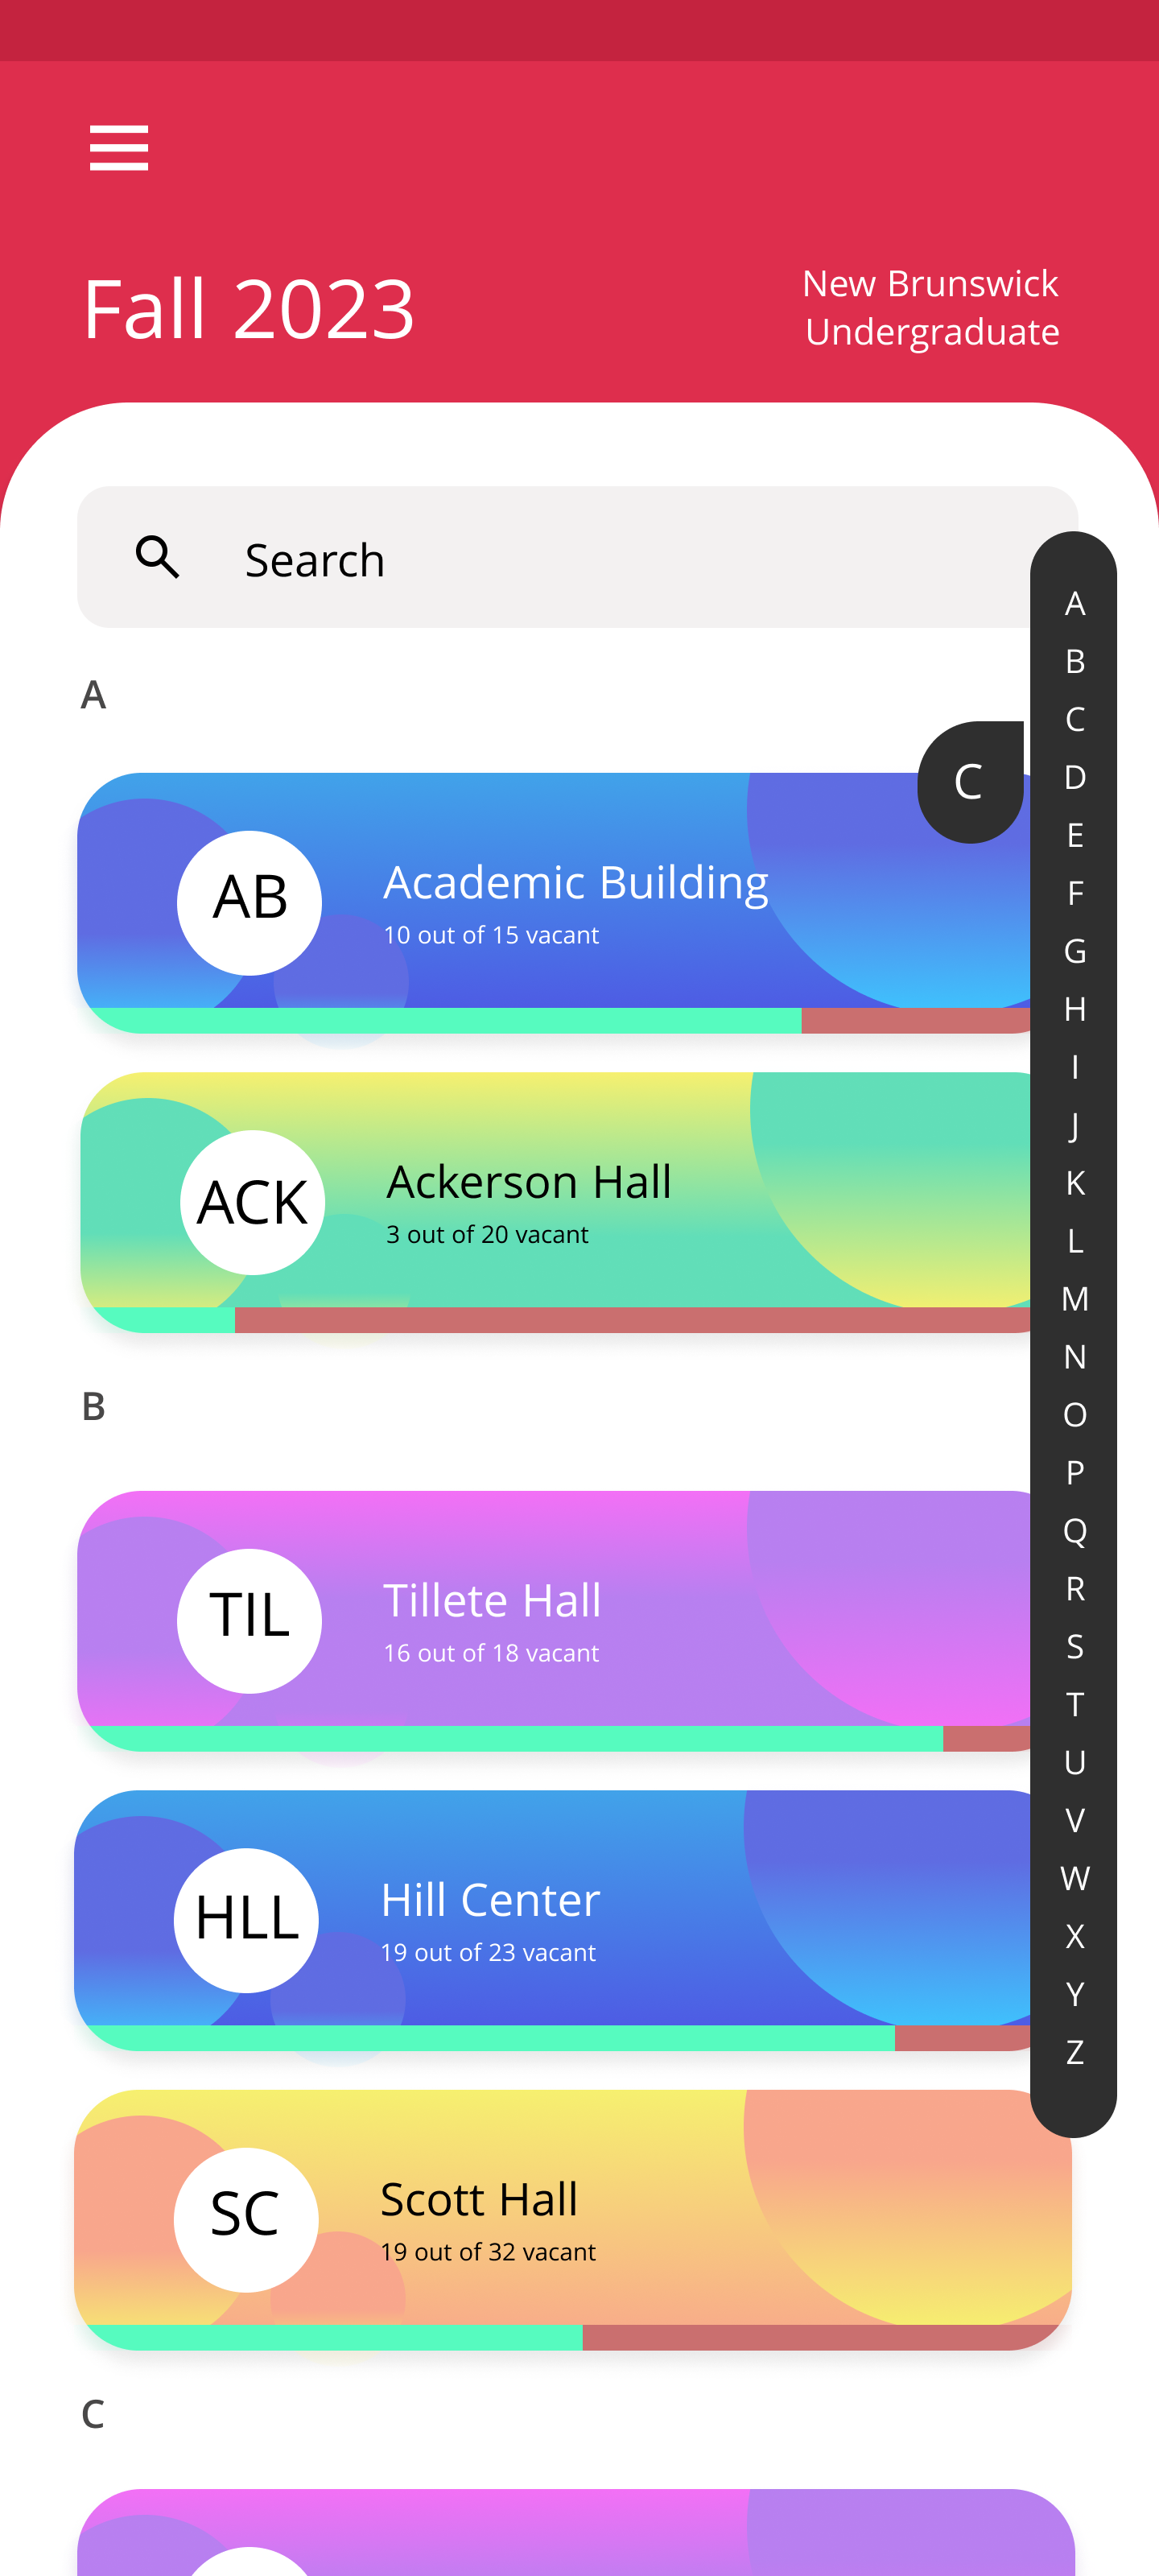 Fall 2023
New Brunswick
Undergraduate
Search
A
C
AB
Academic Building
10 out of 15 vacant
ACK
Ackerson Hall
3 out of 20 vacant
B
TIL
Tillete Hall
16 out of 18 vacant
HLL
Hill Center
19 out of 23 vacant
SC
Scott Hall
19 out of 32 vacant
C
A
B
C
D
E
F
G
H
I
J
K
L
M
N
O
P
Q
R
S
T
U
V
W
X
Y
Z